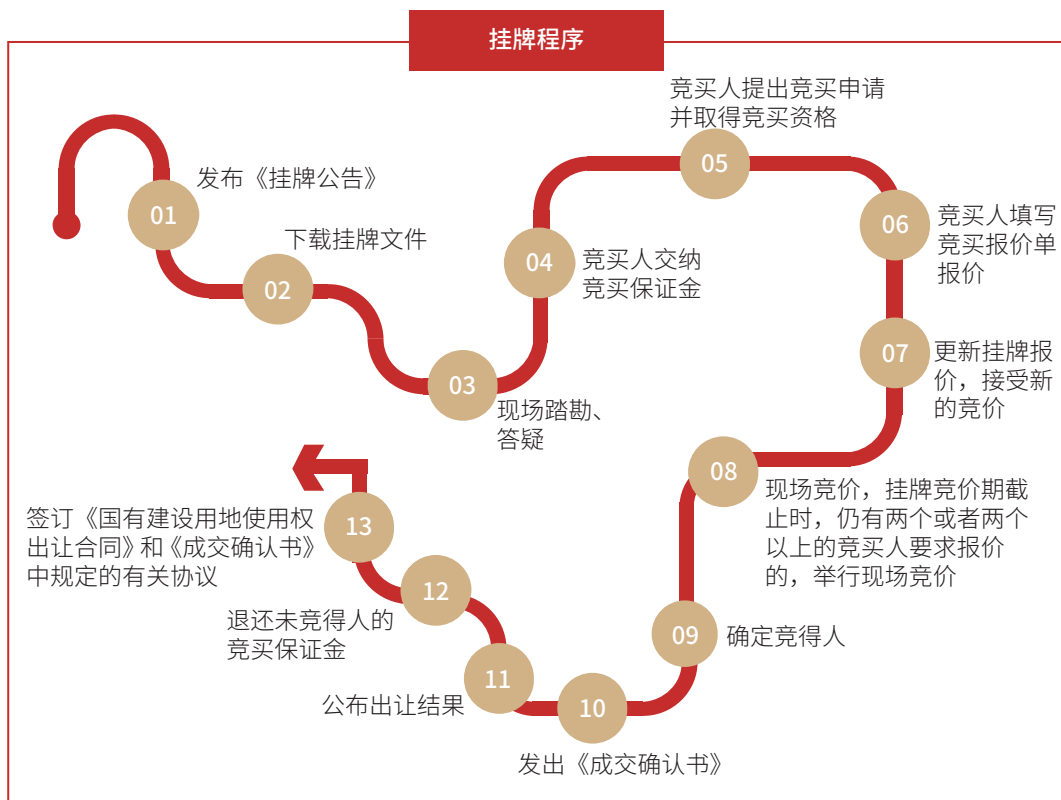 挂牌程序
01
发布《挂牌公告》
02
下载挂牌文件
03
现场踏勘、
答疑
04
竞买人交纳
竞买保证金
竞买人提出竞买申请
并取得竞买资格
05
06
竞买人填写
竞买报价单
报价
07
更新挂牌报
价，接受新
的竞价
08
现场竞价，挂牌竞价期截
止时，仍有两个或者两个
以上的竞买人要求报价
的，举行现场竞价
09
确定竞得人
10
发出《成交确认书》
11
公布出让结果
12
退还未竞得人的
竞买保证金
13
签订《国有建设用地使用权
出让合同》和《成交确认书》
中规定的有关协议